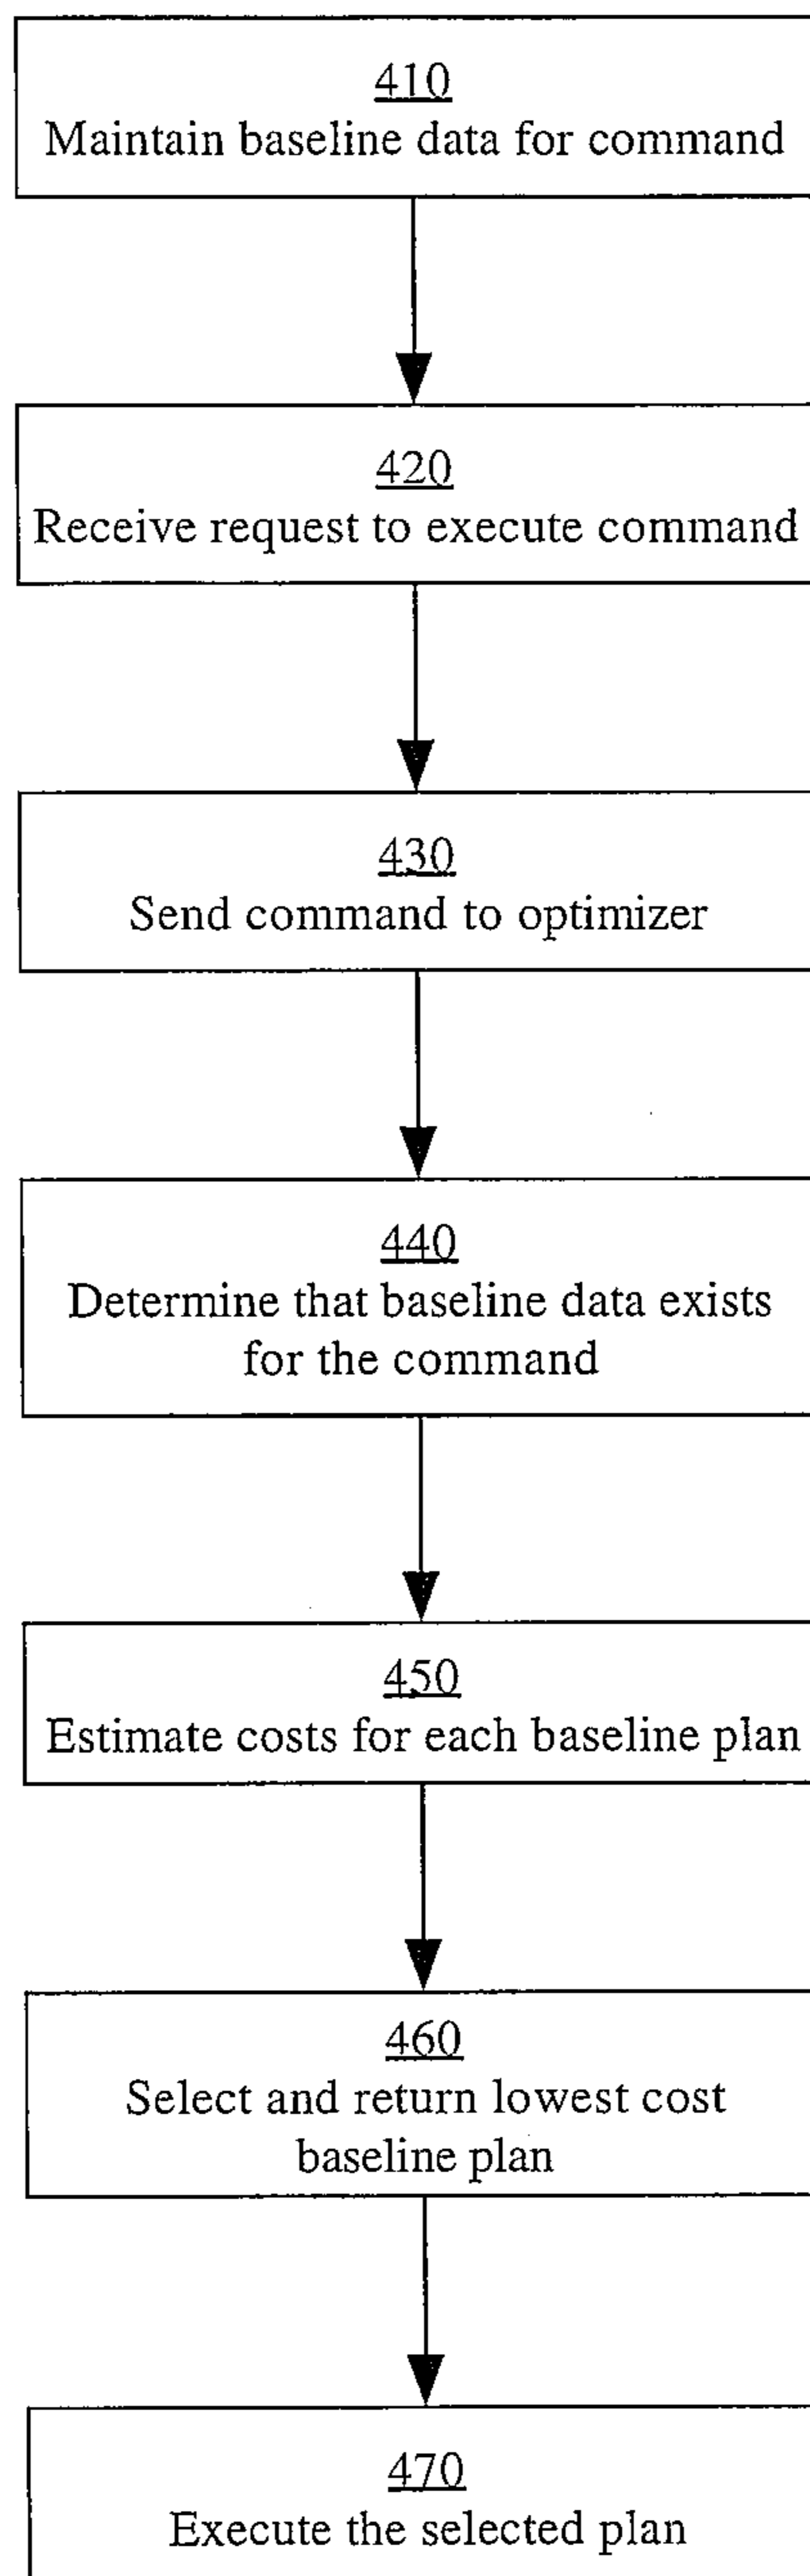 410
Maintain baseline data for command
420
Receive request to execute command
430
Send command to optimizer
440
Determine that baseline data exists
for the command
450
Estimate costs for each baseline plan
460
Select and return lowest cost
baseline plan
470
Execute the selected plan